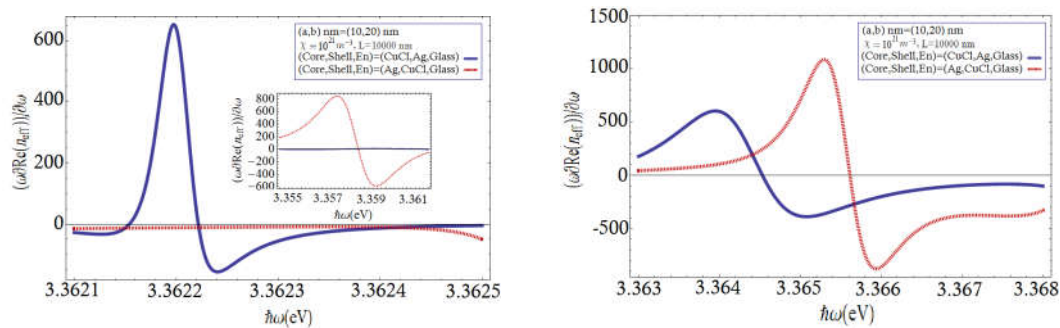 (a,b) nm=(10,20) nm
χ=10²¹ m⁻³, L=10000 nm
(Core,Shell,En)=(CuCl,Ag,Glass)
(Core,Shell,En)=(Ag,CuCl,Glass)
600
400
200
0
(ω∂Re(n_eff))/∂ω
800
600
400
200
0
−200
−400
−600
(ω∂Re(n_eff))/∂ω
3.355 3.357 3.359 3.361
ħω(eV)
3.3621 3.3622 3.3623 3.3624 3.3625
ħω(eV)
(a,b) nm=(10,20) nm
χ=10²¹ m⁻³, L=10000 nm
(Core,Shell,En)=(CuCl,Ag,Glass)
(Core,Shell,En)=(Ag,CuCl,Glass)
1500
1000
500
0
-500
(ω∂Re(n_eff))/∂ω
3.363 3.364 3.365 3.366 3.367 3.368
ħω(eV)